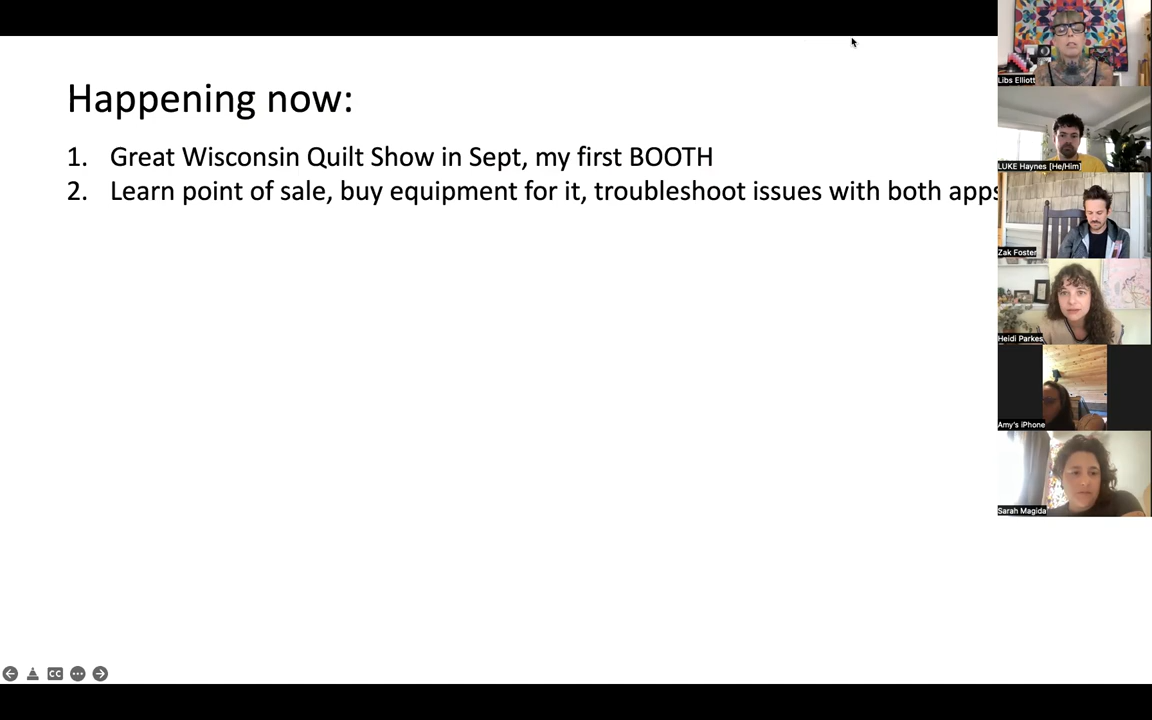 Happening now:
1. Great Wisconsin Quilt Show in Sept, my first BOOTH
2. Learn point of sale, buy equipment for it, troubleshoot issues with both apps
Libs Elliott
LUKE Haynes [He/Him]
Zak Foster
Heidi Parkes
Amy's iPhone
Sarah Magida
CC